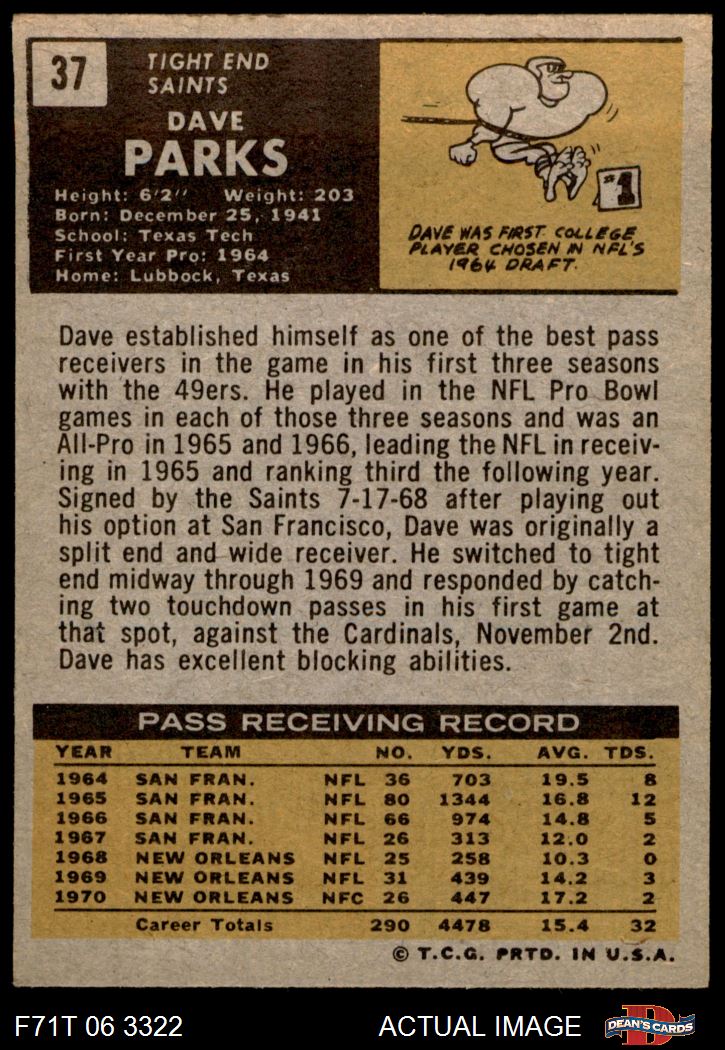 37
TIGHT END
SAINTS
DAVE
PARKS
Height: 6'2" Weight: 203
Born: December 25, 1941
School: Texas Tech
First Year Pro: 1964
Home: Lubbock, Texas
#1
DAVE WAS FIRST COLLEGE
PLAYER CHOSEN IN NFL'S
1964 DRAFT.
Dave established himself as one of the best pass
receivers in the game in his first three seasons
with the 49ers. He played in the NFL Pro Bowl
games in each of those three seasons and was an
All-Pro in 1965 and 1966, leading the NFL in receiv-
ing in 1965 and ranking third the following year.
Signed by the Saints 7-17-68 after playing out
his option at San Francisco, Dave was originally a
split end and wide receiver. He switched to tight
end midway through 1969 and responded by catch-
ing two touchdown passes in his first game at
that spot, against the Cardinals, November 2nd.
Dave has excellent blocking abilities.
PASS RECEIVING RECORD
YEAR TEAM NO. YDS. AVG. TDS.
1964 SAN FRAN. NFL 36 703 19.5 8
1965 SAN FRAN. NFL 80 1344 16.8 12
1966 SAN FRAN. NFL 66 974 14.8 5
1967 SAN FRAN. NFL 26 313 12.0 2
1968 NEW ORLEANS NFL 25 258 10.3 0
1969 NEW ORLEANS NFL 31 439 14.2 3
1970 NEW ORLEANS NFC 26 447 17.2 2
Career Totals 290 4478 15.4 32
© T.C.G. PRTD. IN U.S.A.
F71T 06 3322 ACTUAL IMAGE D DEAN'S CARDS